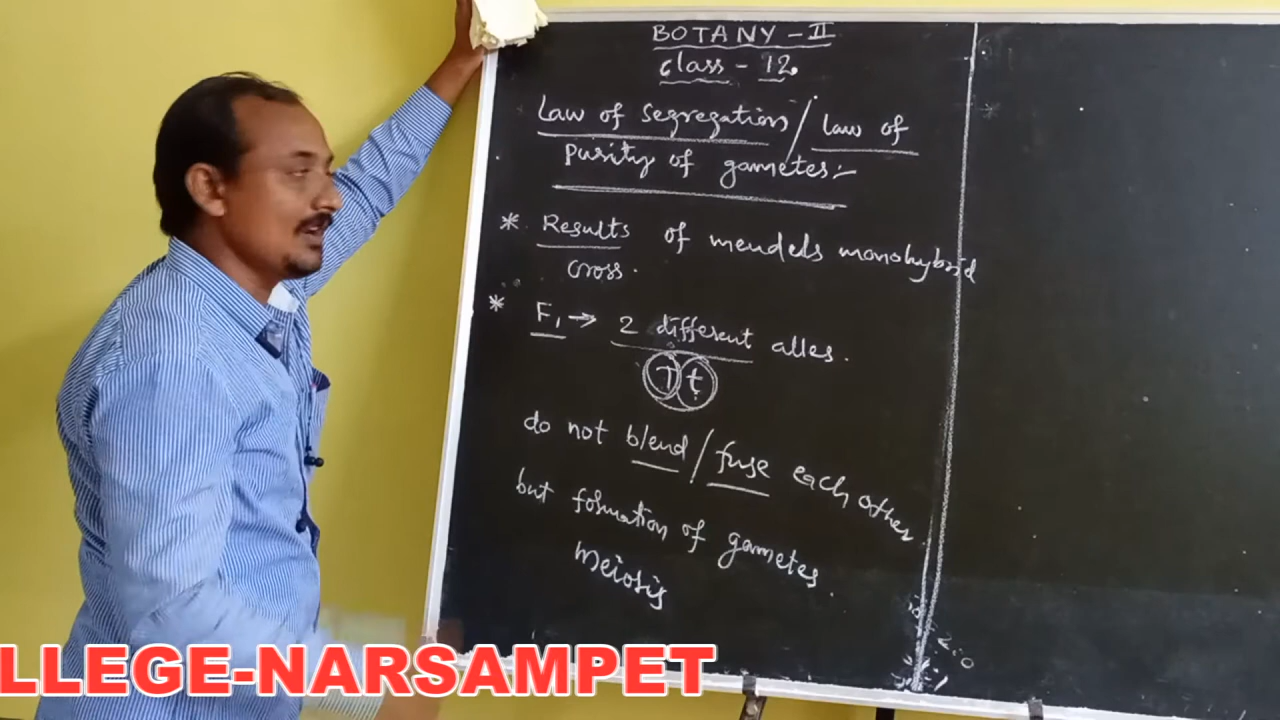 BOTANY - II
class - 12.
Law of segregation / Law of
purity of gametes:-
* Results of mendels monohybrid
cross.
* F1 → 2 different alles.
T t
do not blend / fuse each other
but formation of gametes.
meiosis
LLEGE-NARSAMPET